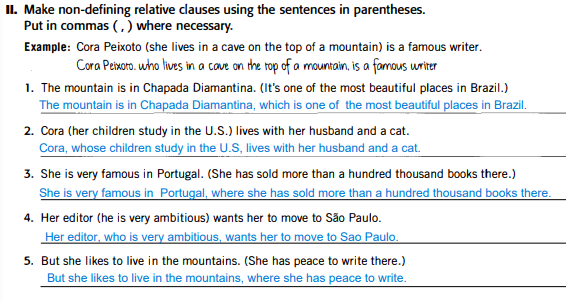 II. Make non-defining relative clauses using the sentences in parentheses.
Put in commas ( , ) where necessary.
Example: Cora Peixoto (she lives in a cave on the top of a mountain) is a famous writer.
Cora Peixoto, who lives in a cave on the top of a mountain, is a famous writer
1. The mountain is in Chapada Diamantina. (It's one of the most beautiful places in Brazil.)
The mountain is in Chapada Diamantina, which is one of the most beautiful places in Brazil.
2. Cora (her children study in the U.S.) lives with her husband and a cat.
Cora, whose children study in the U.S, lives with her husband and a cat.
3. She is very famous in Portugal. (She has sold more than a hundred thousand books there.)
She is very famous in Portugal, where she has sold more than a hundred thousand books there.
4. Her editor (he is very ambitious) wants her to move to São Paulo.
Her editor, who is very ambitious, wants her to move to Sao Paulo.
5. But she likes to live in the mountains. (She has peace to write there.)
But she likes to live in the mountains, where she has peace to write.